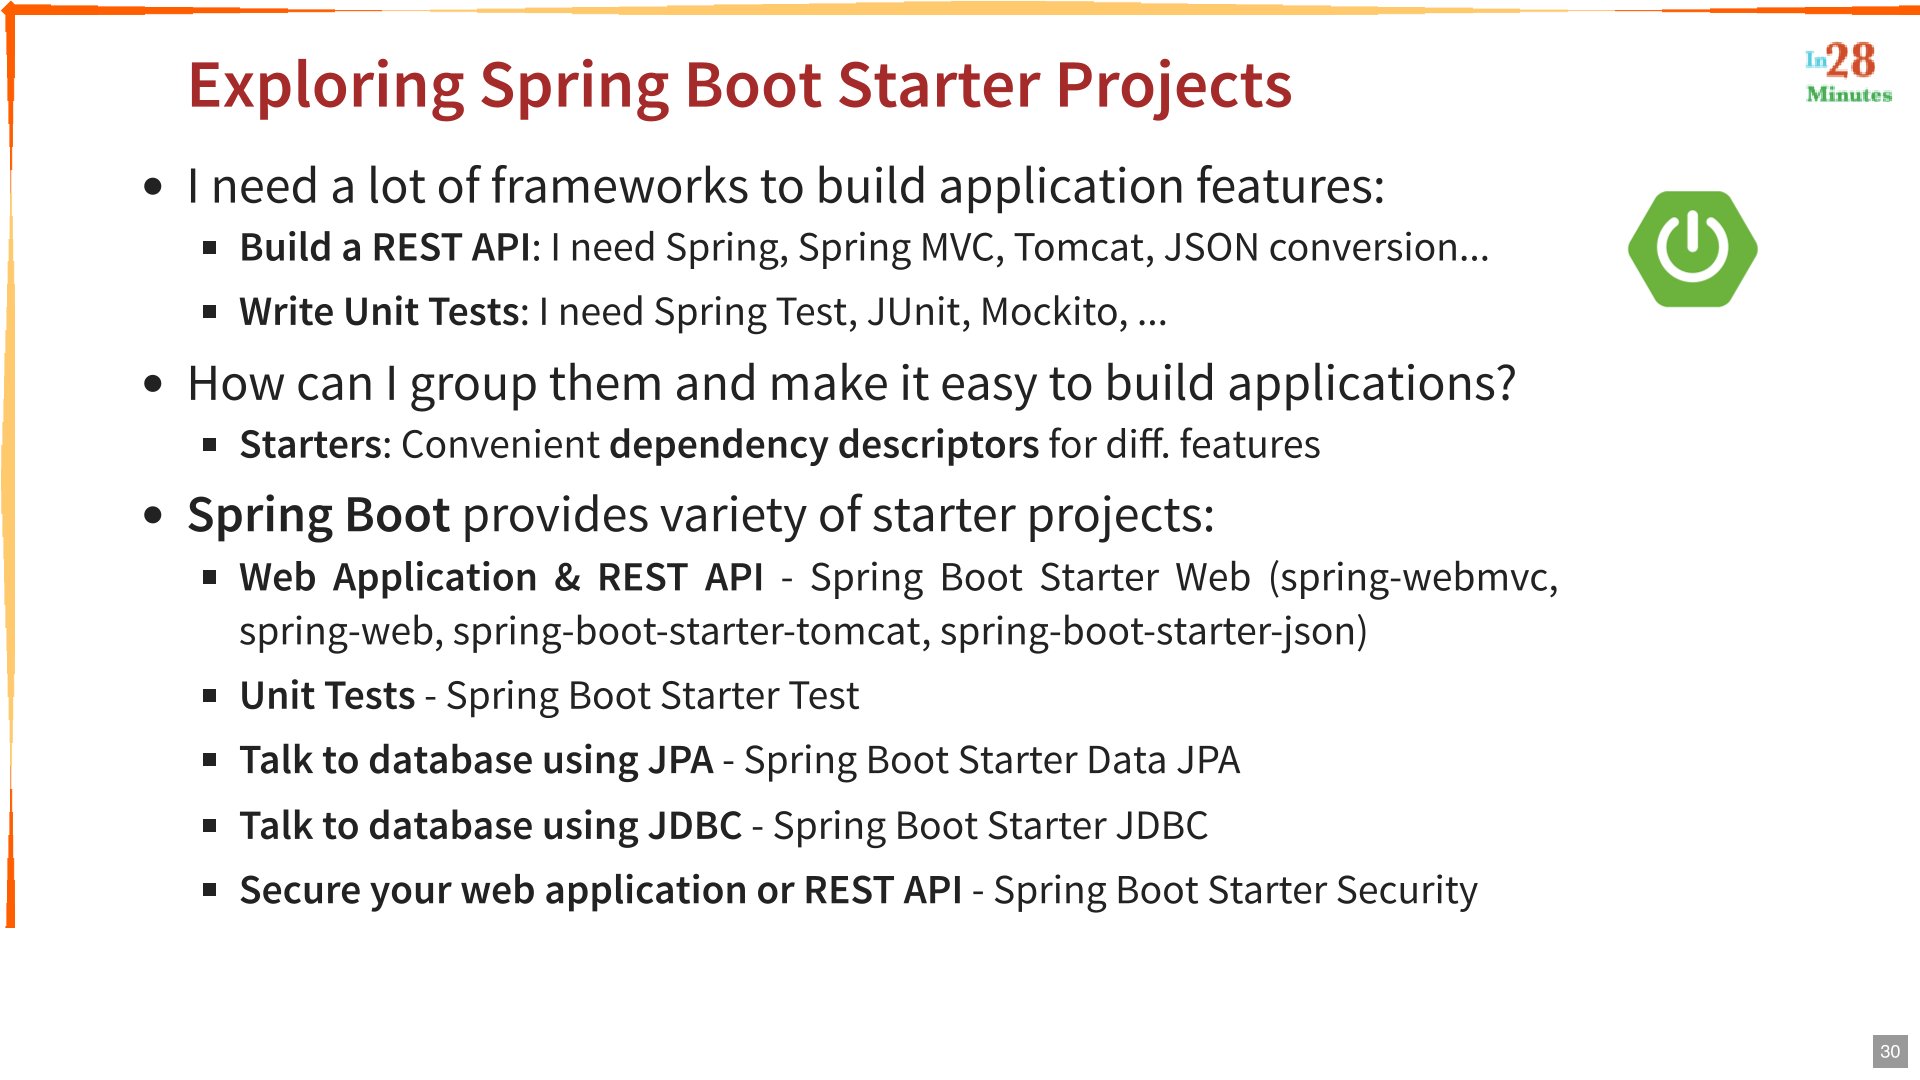 Exploring Spring Boot Starter Projects
In28
Minutes
• I need a lot of frameworks to build application features:
▪ Build a REST API: I need Spring, Spring MVC, Tomcat, JSON conversion...
▪ Write Unit Tests: I need Spring Test, JUnit, Mockito, ...
• How can I group them and make it easy to build applications?
▪ Starters: Convenient dependency descriptors for diff. features
• Spring Boot provides variety of starter projects:
▪ Web Application & REST API - Spring Boot Starter Web (spring-webmvc,
spring-web, spring-boot-starter-tomcat, spring-boot-starter-json)
▪ Unit Tests - Spring Boot Starter Test
▪ Talk to database using JPA - Spring Boot Starter Data JPA
▪ Talk to database using JDBC - Spring Boot Starter JDBC
▪ Secure your web application or REST API - Spring Boot Starter Security
30